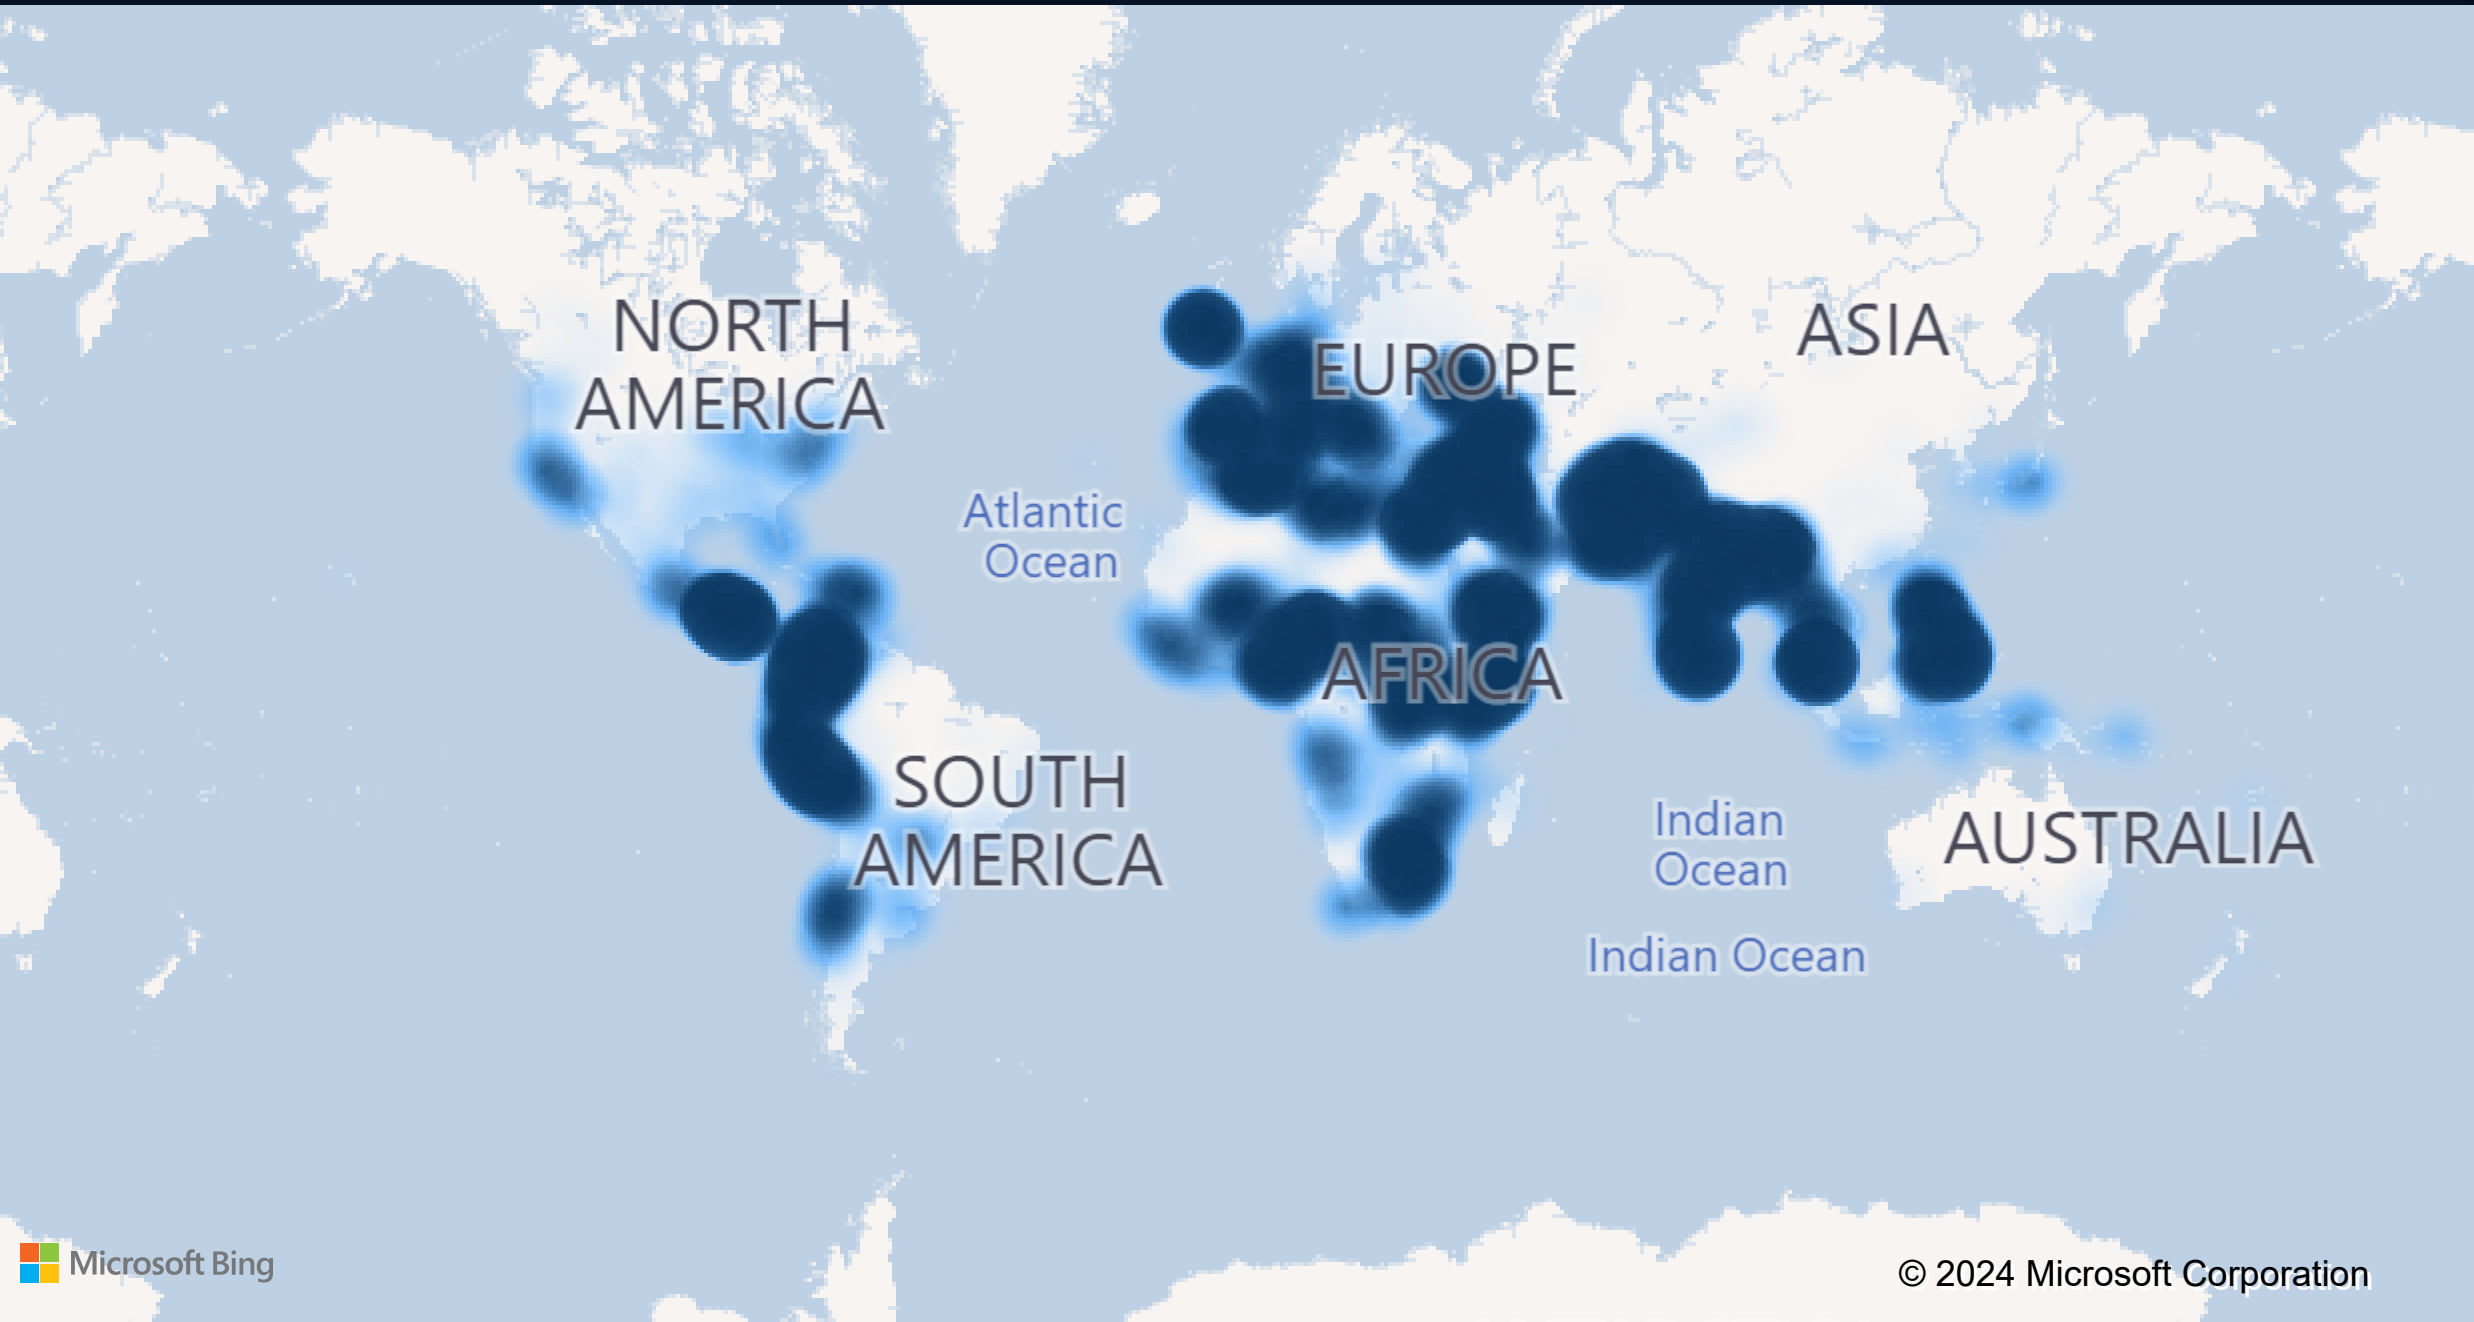 NORTH
AMERICA
EUROPE
ASIA
Atlantic
Ocean
AFRICA
SOUTH
AMERICA
Indian
Ocean
AUSTRALIA
Indian Ocean
Microsoft Bing
© 2024 Microsoft Corporation